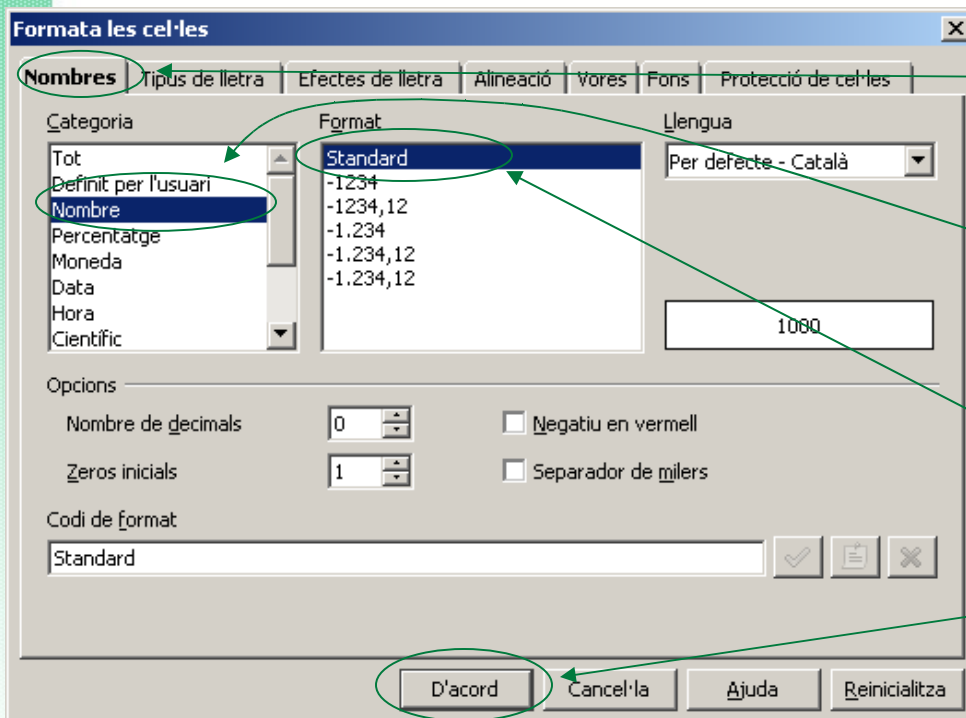 Formata les cel·les
Nombres Tipus de lletra Efectes de lletra Alineació Vores Fons Protecció de cel·les
Categoria Format Llengua
Tot
Definit per l'usuari
Nombre
Percentatge
Moneda
Data
Hora
Científic
Standard
-1234
-1234,12
-1.234
-1.234,12
-1.234,12
Per defecte - Català
1000
Opcions
Nombre de decimals 0 Negatiu en vermell
Zeros inicials 1 Separador de milers
Codi de format
Standard
D'acord Cancel·la Ajuda Reinicialitza